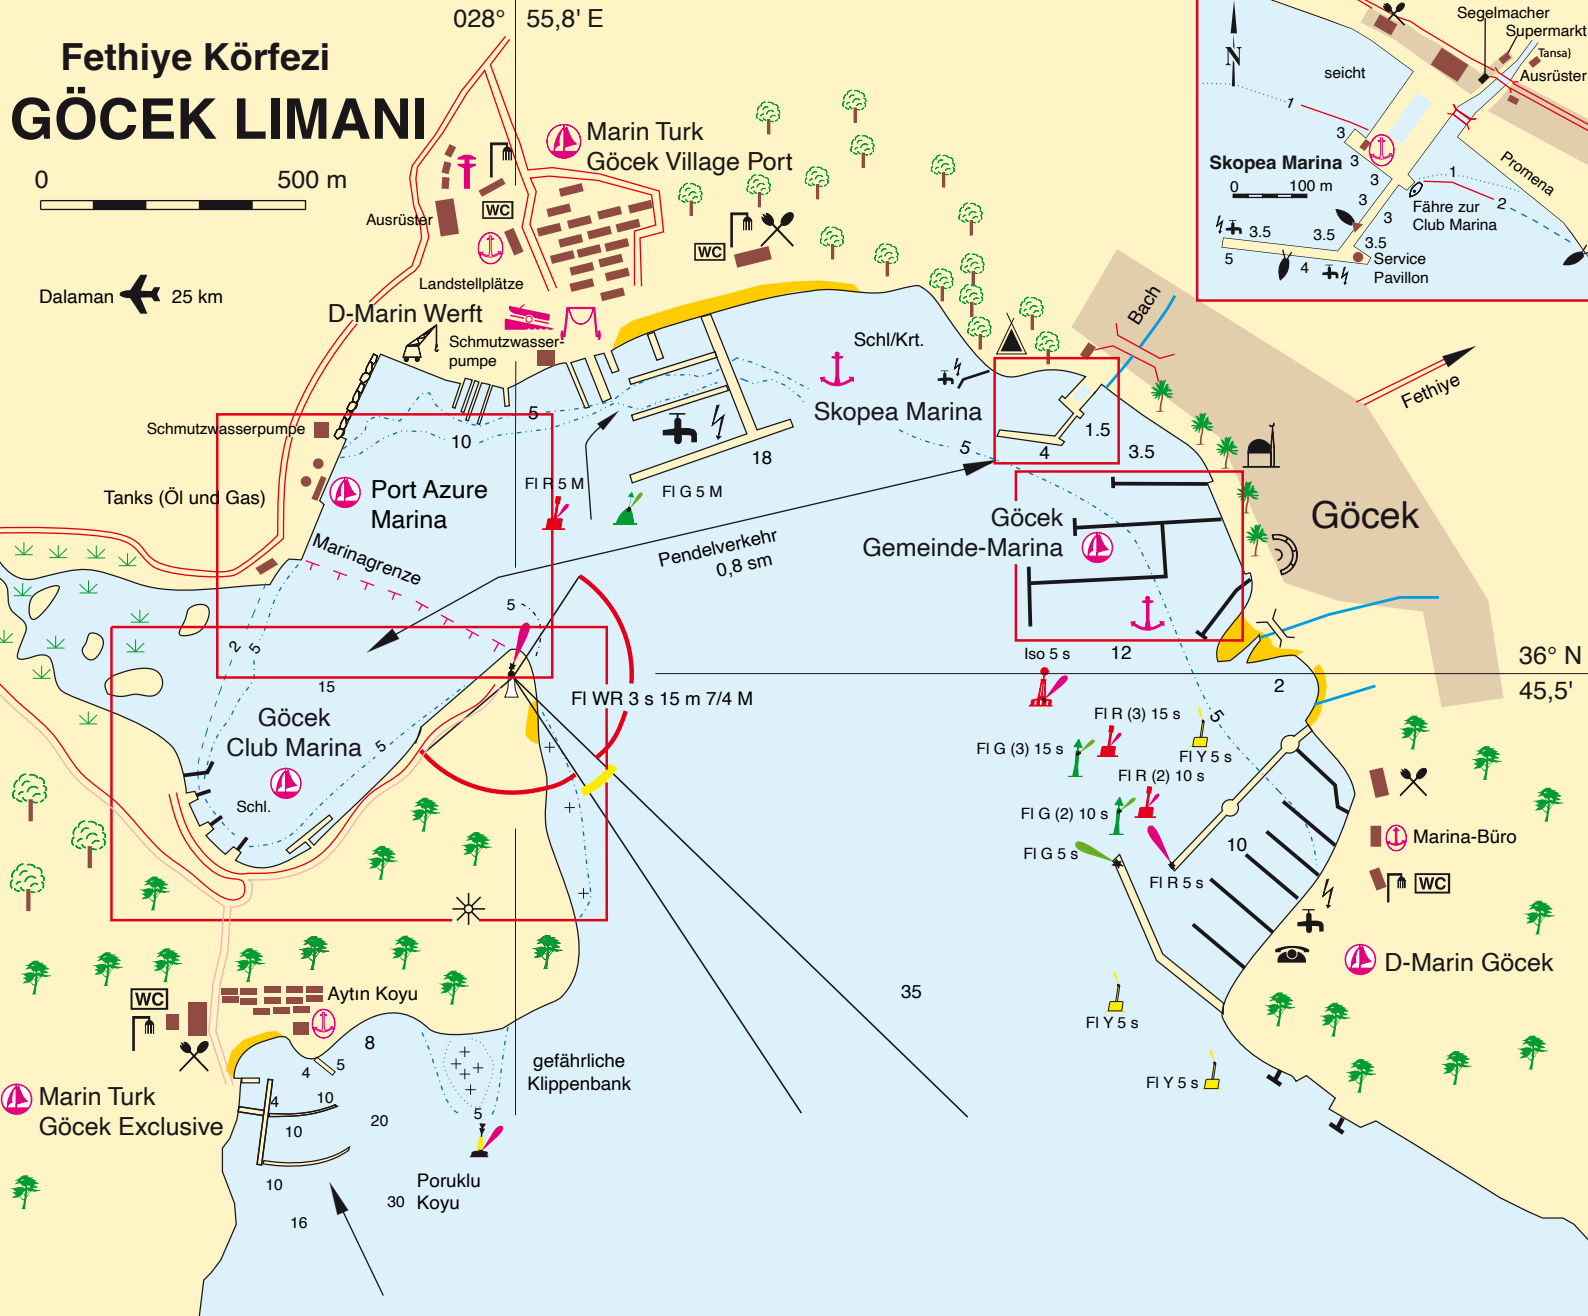 Fethiye Körfezi
GÖCEK LIMANI
0 500 m
Dalaman 25 km
028° 55,8' E
Marin Turk
Göcek Village Port
Ausrüster
WC
Landstellplätze
WC
D-Marin Werft
Schmutzwasser-
pumpe
Schmutzwasserpumpe
Tanks (Öl und Gas)
Port Azure
Marina
Marinagrenze
5
10
Fl R 5 M
Fl G 5 M
18
Pendelverkehr
0,8 sm
Schl/Krt.
Skopea Marina
5
4
1.5
3.5
Bach
Fethiye
Göcek
Gemeinde-Marina
Göcek
12
36° N
45,5'
seicht
N
1
Segelmacher
Supermarkt
Tansa}
Ausrüster
Promena
3
3
3
3
3
Skopea Marina
0 100 m
1
2
Fähre zur
Club Marina
3.5
3.5
3.5
5
4
Service
Pavillon
2
5
5
15
Göcek
Club Marina
5
Schl.
Fl WR 3 s 15 m 7/4 M
Iso 5 s
2
5
Fl R (3) 15 s
Fl G (3) 15 s
Fl Y 5 s
Fl R (2) 10 s
Fl G (2) 10 s
Fl G 5 s
Fl R 5 s
10
Marina-Büro
WC
D-Marin Göcek
35
Fl Y 5 s
Fl Y 5 s
WC
Aytın Koyu
8
5
4
4
10
10
20
10
16
30
gefährliche
Klippenbank
5
Poruklu
Koyu
Marin Turk
Göcek Exclusive